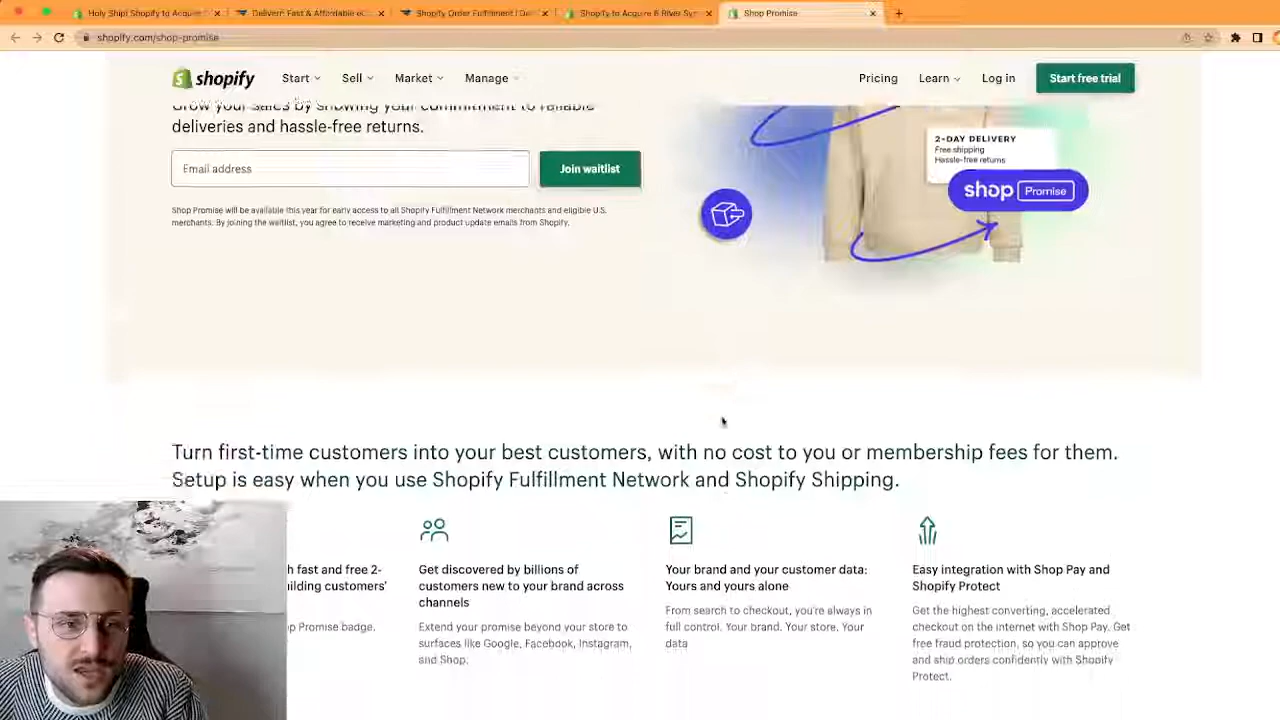 Holy Ship! Shopify to Acquire
Deliverr: Fast & Affordable eC
Shopify Order Fulfillment | Deli
Shopify to Acquire 6 River Sys
Shop Promise
shopify.com/shop-promise
shopify
Start
Sell
Market
Manage
Pricing
Learn
Log in
Start free trial
Grow your sales by showing your commitment to reliable
deliveries and hassle-free returns.
Email address
Join waitlist
Shop Promise will be available this year for early access to all Shopify Fulfillment Network merchants and eligible U.S.
merchants. By joining the waitlist, you agree to receive marketing and product update emails from Shopify.
2-DAY DELIVERY
Free shipping
Hassle-free returns
shop Promise
Turn first-time customers into your best customers, with no cost to you or membership fees for them.
Setup is easy when you use Shopify Fulfillment Network and Shopify Shipping.
h fast and free 2-
uilding customers'
p Promise badge.
Get discovered by billions of
customers new to your brand across
channels
Extend your promise beyond your store to
surfaces like Google, Facebook, Instagram,
and Shop.
Your brand and your customer data:
Yours and yours alone
From search to checkout, you're always in
full control. Your brand. Your store. Your
data
Easy integration with Shop Pay and
Shopify Protect
Get the highest converting, accelerated
checkout on the internet with Shop Pay. Get
free fraud protection, so you can approve
and ship orders confidently with Shopify
Protect.